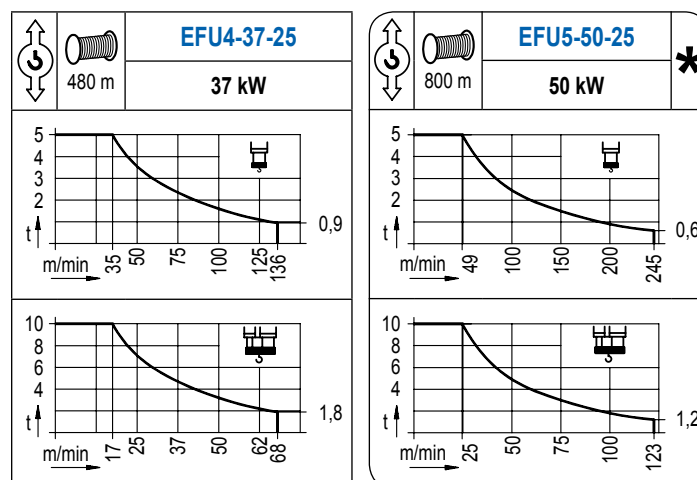 EFU4-37-25
480 m
37 kW
5
4
3
2
t
0,9
m/min
35 50 75 100 125 136
10
8
6
4
t
1,8
m/min
17 25 37 50 62 68
EFU5-50-25
800 m
50 kW
*
5
4
3
2
t
0,6
m/min
49 100 150 200 245
10
8
6
4
t
1,2
m/min
25 50 75 100 123